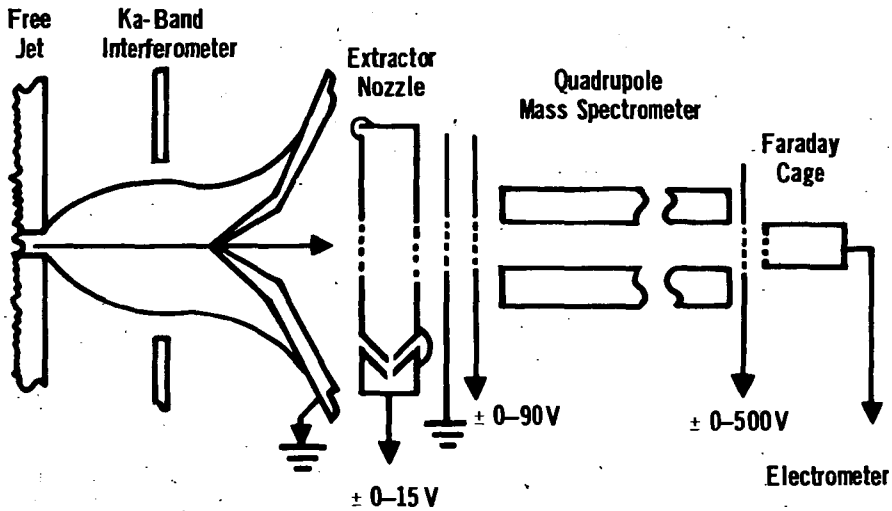 Free
Jet
Ka-Band
Interferometer
Extractor
Nozzle
Quadrupole
Mass Spectrometer
Faraday
Cage
± 0–90 V
± 0–500 V
± 0–15 V
Electrometer